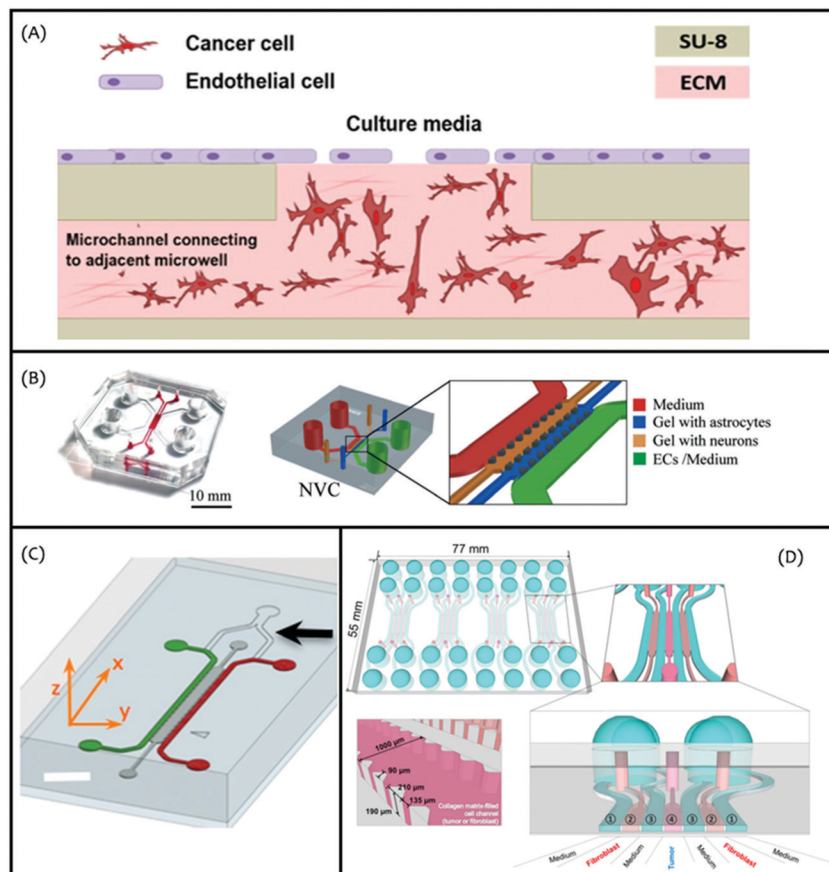 (A)
Cancer cell
Endothelial cell
SU-8
ECM
Culture media
Microchannel connecting
to adjacent microwell
(B)
10 mm
NVC
Medium
Gel with astrocytes
Gel with neurons
ECs /Medium
(C)
z
x
y
(D)
77 mm
55 mm
1000 µm
90 µm
210 µm
135 µm
190 µm
Collagen matrix-filled
cell channel
(tumor or fibroblast)
① ② ③ ④ ③ ② ①
Medium
Fibroblast
Medium
Tumor
Medium
Fibroblast
Medium